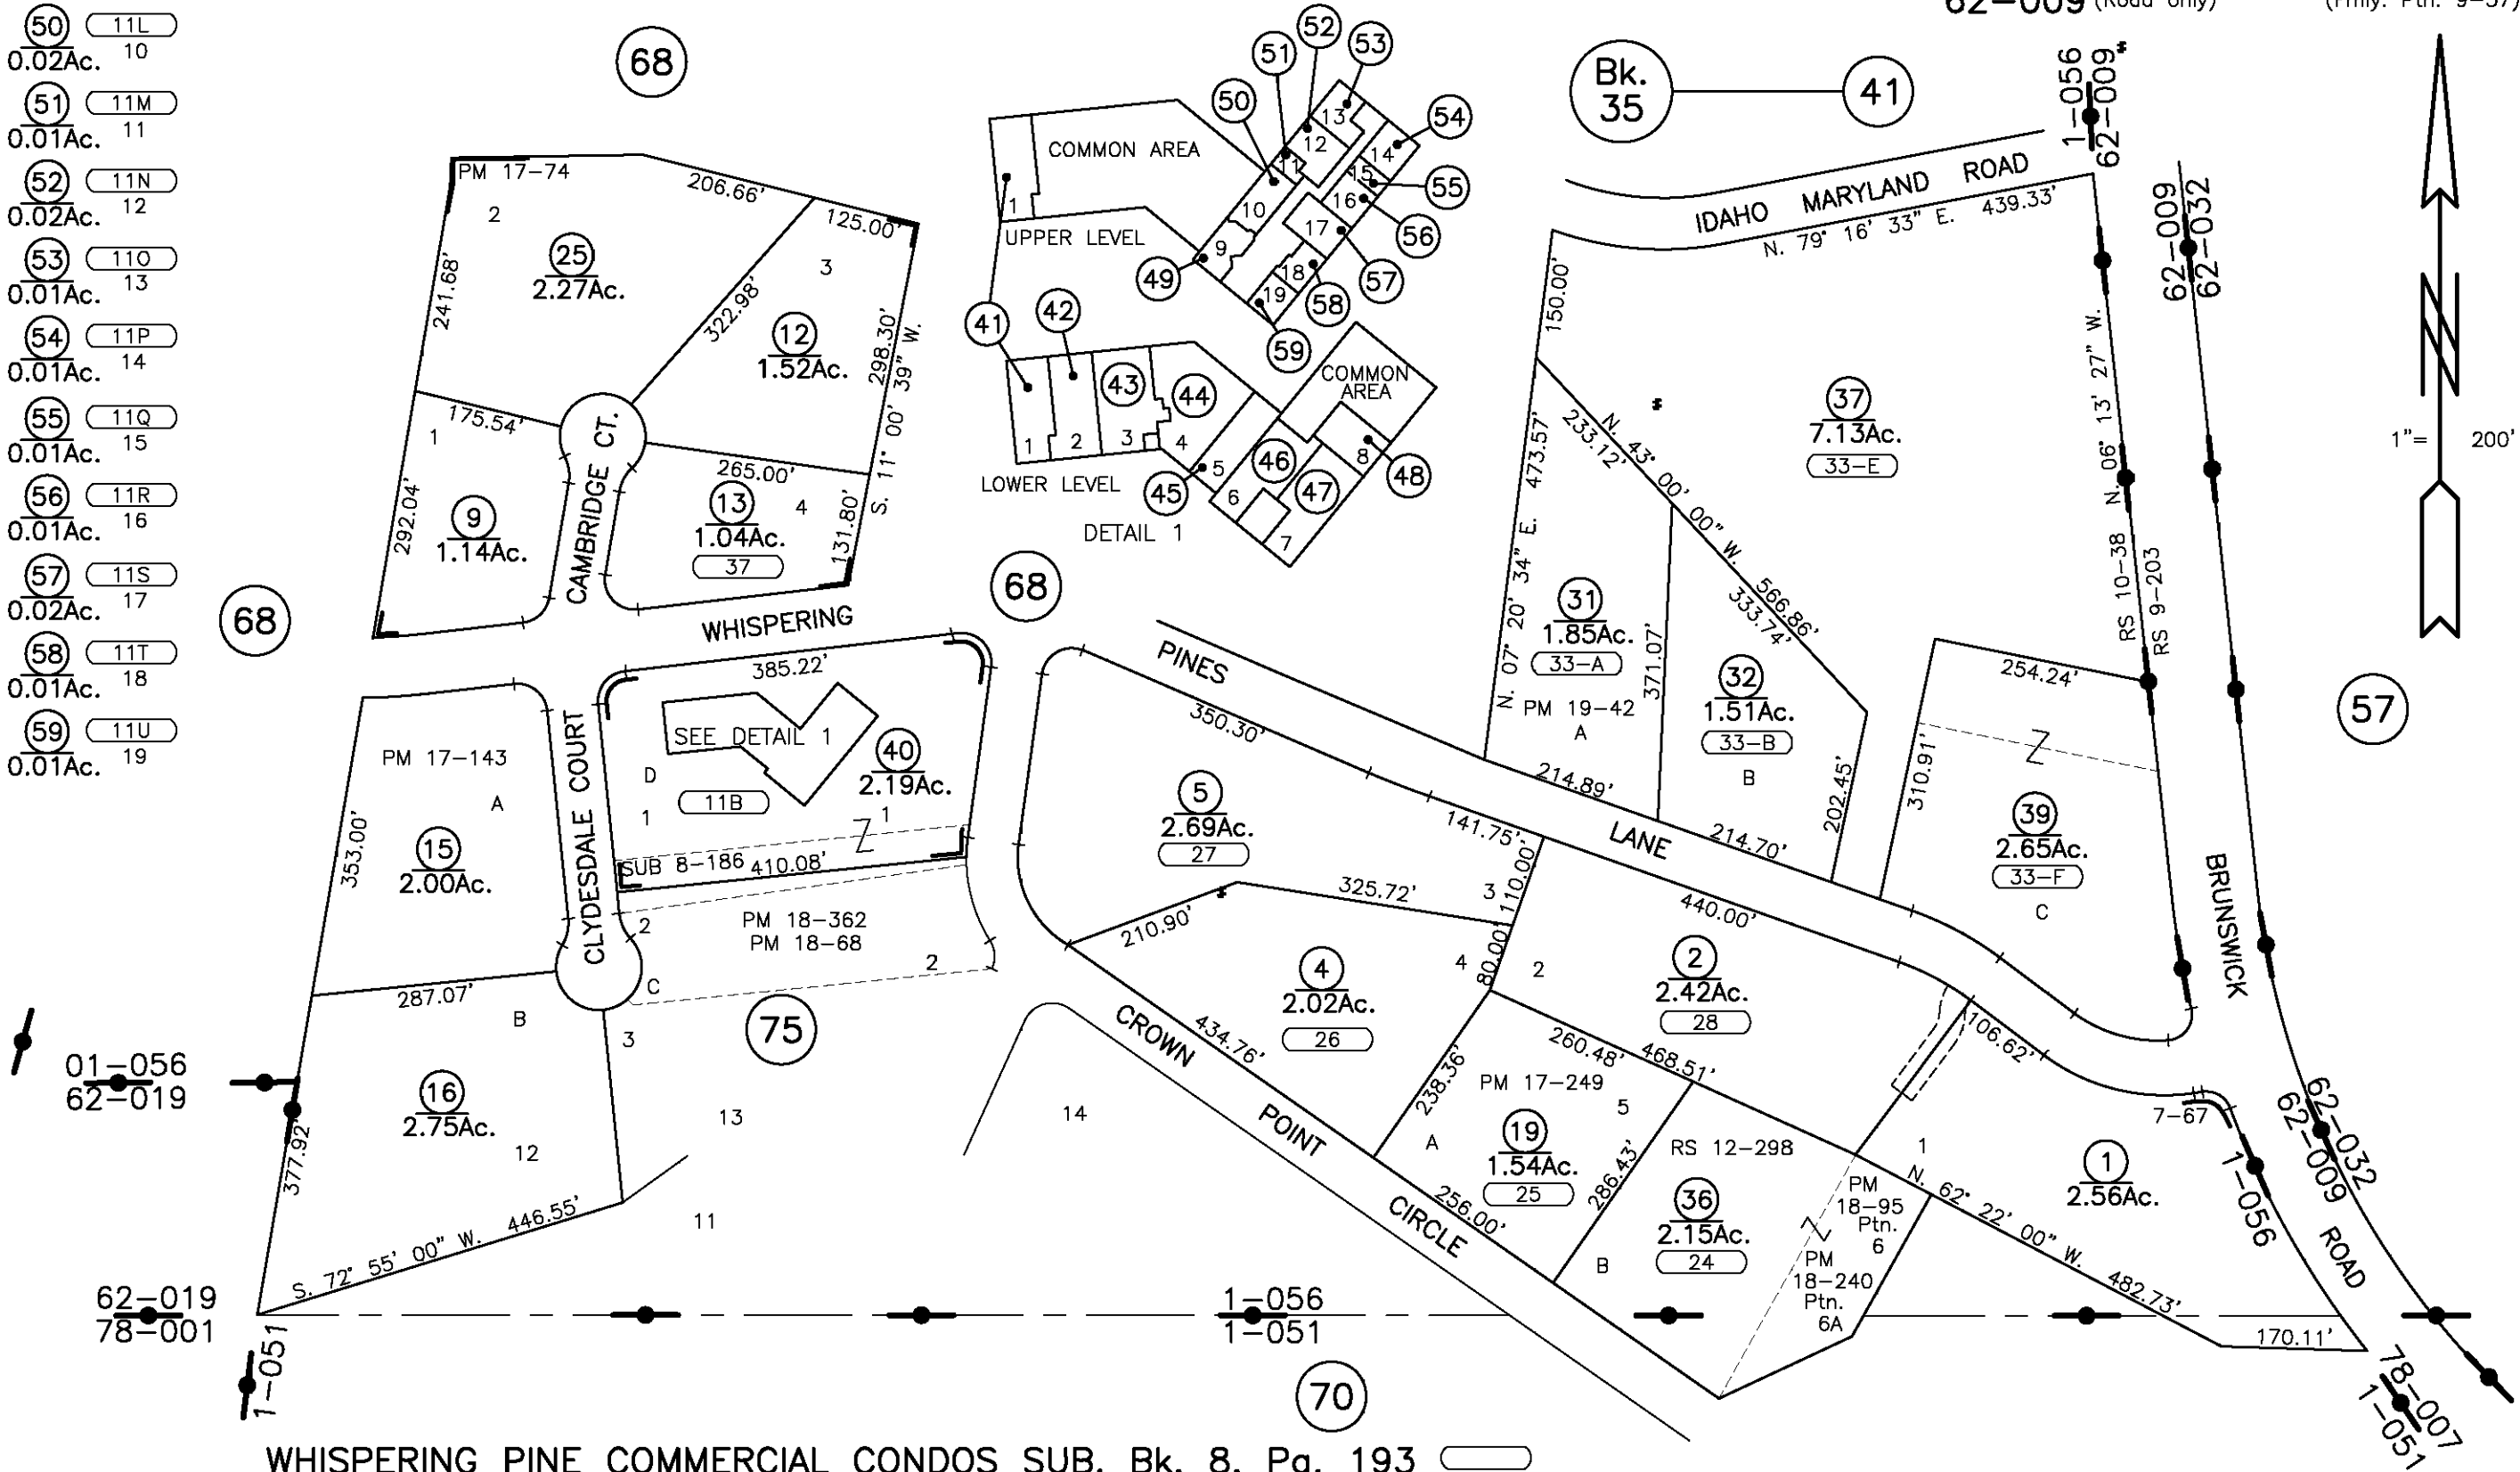 50 11L
0.02Ac. 10
51 11M
0.01Ac. 11
52 11N
0.02Ac. 12
53 11O
0.01Ac. 13
54 11P
0.01Ac. 14
55 11Q
0.01Ac. 15
56 11R
0.01Ac. 16
57 11S
0.02Ac. 17
58 11T
0.01Ac. 18
59 11U
0.01Ac. 19
68
62-009 (Road only)
Bk.
35
41
1-056
62-009*
62-009
62-032
1"= 200'
PM 17-74
2
206.66'
125.00'
241.68'
25
2.27Ac.
322.98'
3
12
1.52Ac.
298.30'
S. 11° 00' 39" W.
175.54'
1
292.04'
9
1.14Ac.
CAMBRIDGE CT.
265.00'
13
1.04Ac.
37
4
131.80'
COMMON AREA
1
UPPER LEVEL
50
51
52
53
54
55
56
57
58
59
49
9
10
11
12
13
14
15
16
17
18
19
41
42
43
44
45
46
47
48
1
2
3
4
5
6
7
8
COMMON
AREA
LOWER LEVEL
DETAIL 1
IDAHO MARYLAND ROAD
N. 79° 16' 33" E. 439.33'
150.00'
N. 07° 20' 34" E. 473.57'
N. 43° 00' 00" W. 566.86'
233.12'
333.74'
37
7.13Ac.
33-E
N. 06° 13' 27" W.
RS 10-38
RS 9-203
31
1.85Ac.
33-A
PM 19-42
A
371.07'
32
1.51Ac.
33-B
B
202.45'
214.89'
214.70'
254.24'
310.91'
39
2.65Ac.
33-F
C
57
68
68
WHISPERING
PINES
LANE
385.22'
SEE DETAIL 1
D
11B
1
40
2.19Ac.
1
SUB 8-186
410.08'
PM 17-143
A
353.00'
15
2.00Ac.
CLYDESDALE COURT
2
PM 18-362
PM 18-68
2
C
287.07'
B
3
75
16
2.75Ac.
12
13
377.92'
446.55'
S. 72° 55' 00" W.
11
14
01-056
62-019
62-019
78-001
1-051
1-056
1-051
70
350.30'
5
2.69Ac.
27
141.75'
325.72'
3
110.00'
210.90'
4
2.02Ac.
26
4
80.00'
434.76'
238.36'
440.00'
2
2
2.42Ac.
28
260.48'
468.51'
PM 17-249
5
A
19
1.54Ac.
25
286.43'
256.00'
RS 12-298
36
2.15Ac.
24
B
PM
18-95
Ptn.
6
PM
18-240
Ptn.
6A
106.62'
1
N. 62° 22' 00" W. 482.73'
1
2.56Ac.
7-67
170.11'
CROWN POINT CIRCLE
BRUNSWICK ROAD
62-032
62-009
1-056
78-007
1-051
WHISPERING PINE COMMERCIAL CONDOS SUB. Bk. 8, Pg. 193